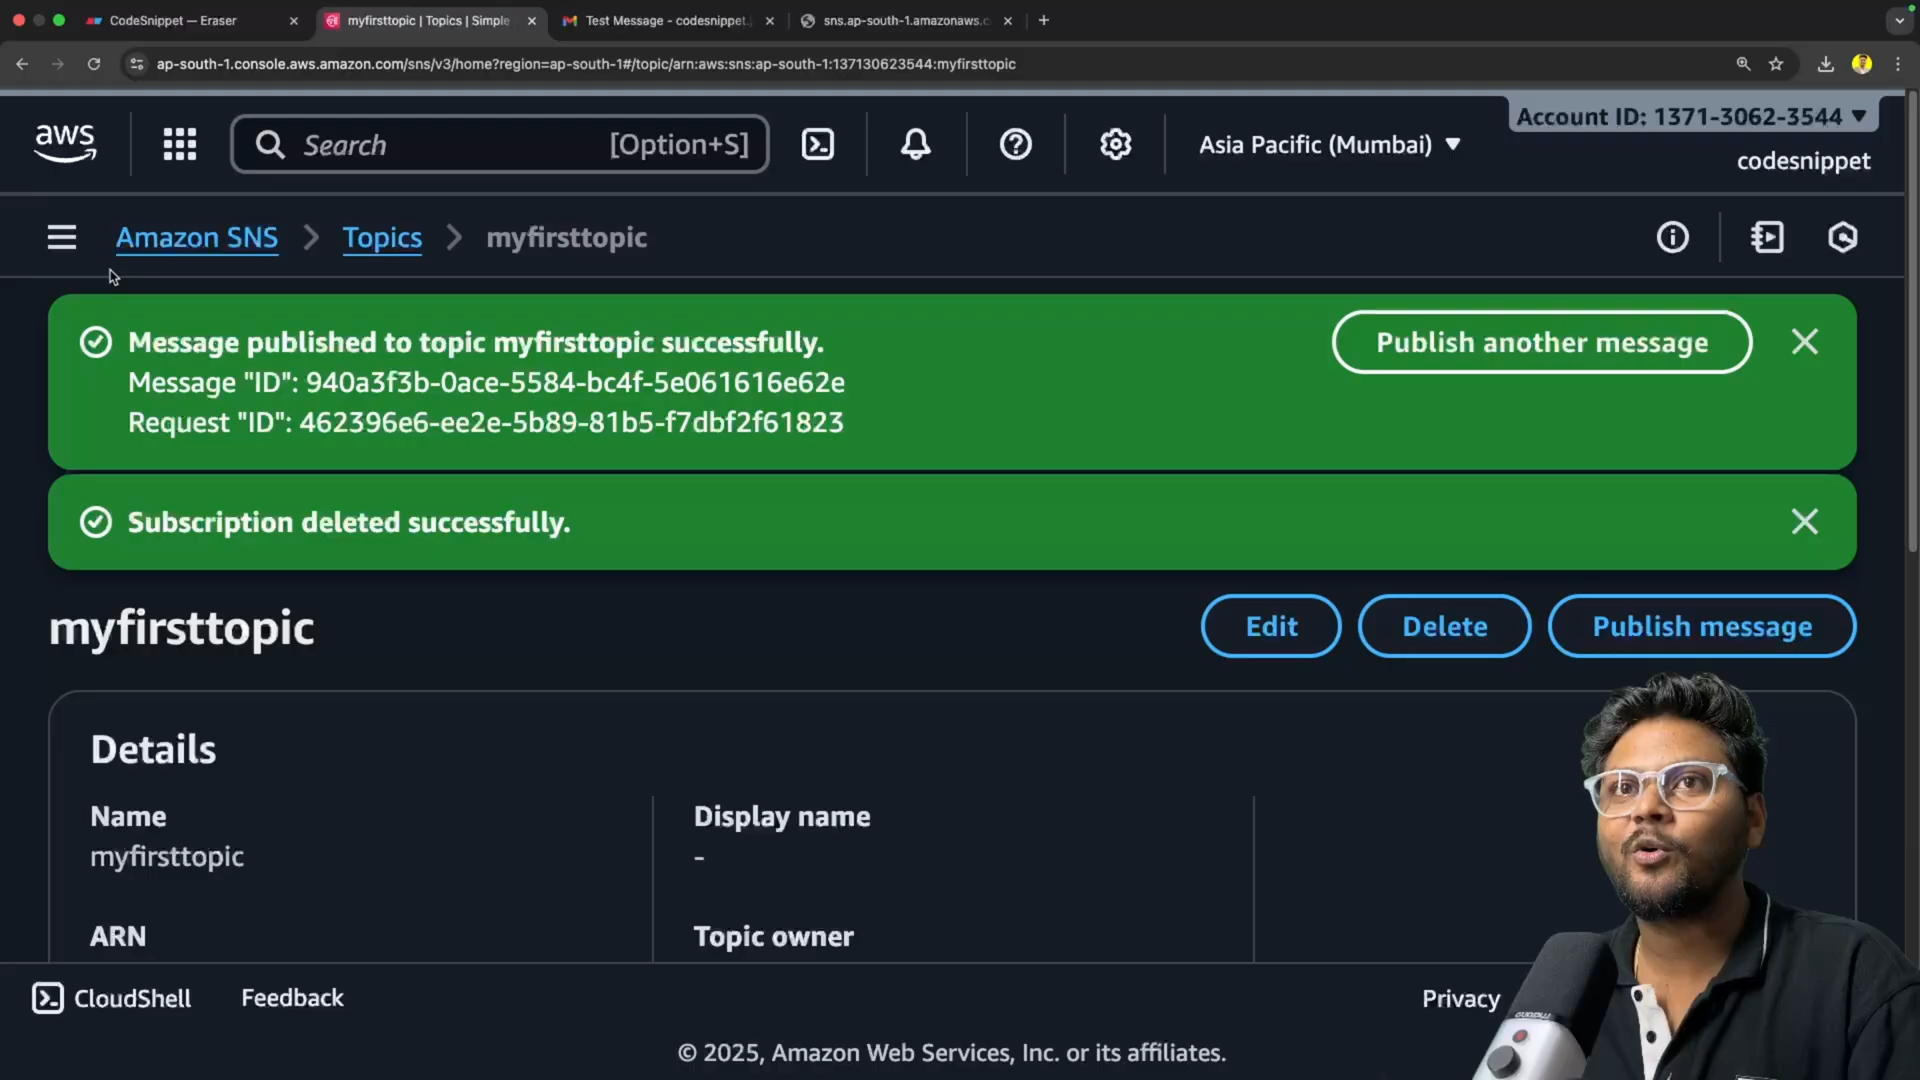 CodeSnippet — Eraser
myfirsttopic | Topics | Simple
Test Message - codesnippet.
sns.ap-south-1.amazonaws.c
ap-south-1.console.aws.amazon.com/sns/v3/home?region=ap-south-1#/topic/arn:aws:sns:ap-south-1:137130623544:myfirsttopic
aws
Search [Option+S]
Asia Pacific (Mumbai)
Account ID: 1371-3062-3544
codesnippet
Amazon SNS
Topics
myfirsttopic
Message published to topic myfirsttopic successfully.
Message "ID": 940a3f3b-0ace-5584-bc4f-5e061616e62e
Request "ID": 462396e6-ee2e-5b89-81b5-f7dbf2f61823
Publish another message
Subscription deleted successfully.
myfirsttopic
Edit
Delete
Publish message
Details
Name
myfirsttopic
Display name
-
ARN
Topic owner
CloudShell
Feedback
Privacy
© 2025, Amazon Web Services, Inc. or its affiliates.
maono